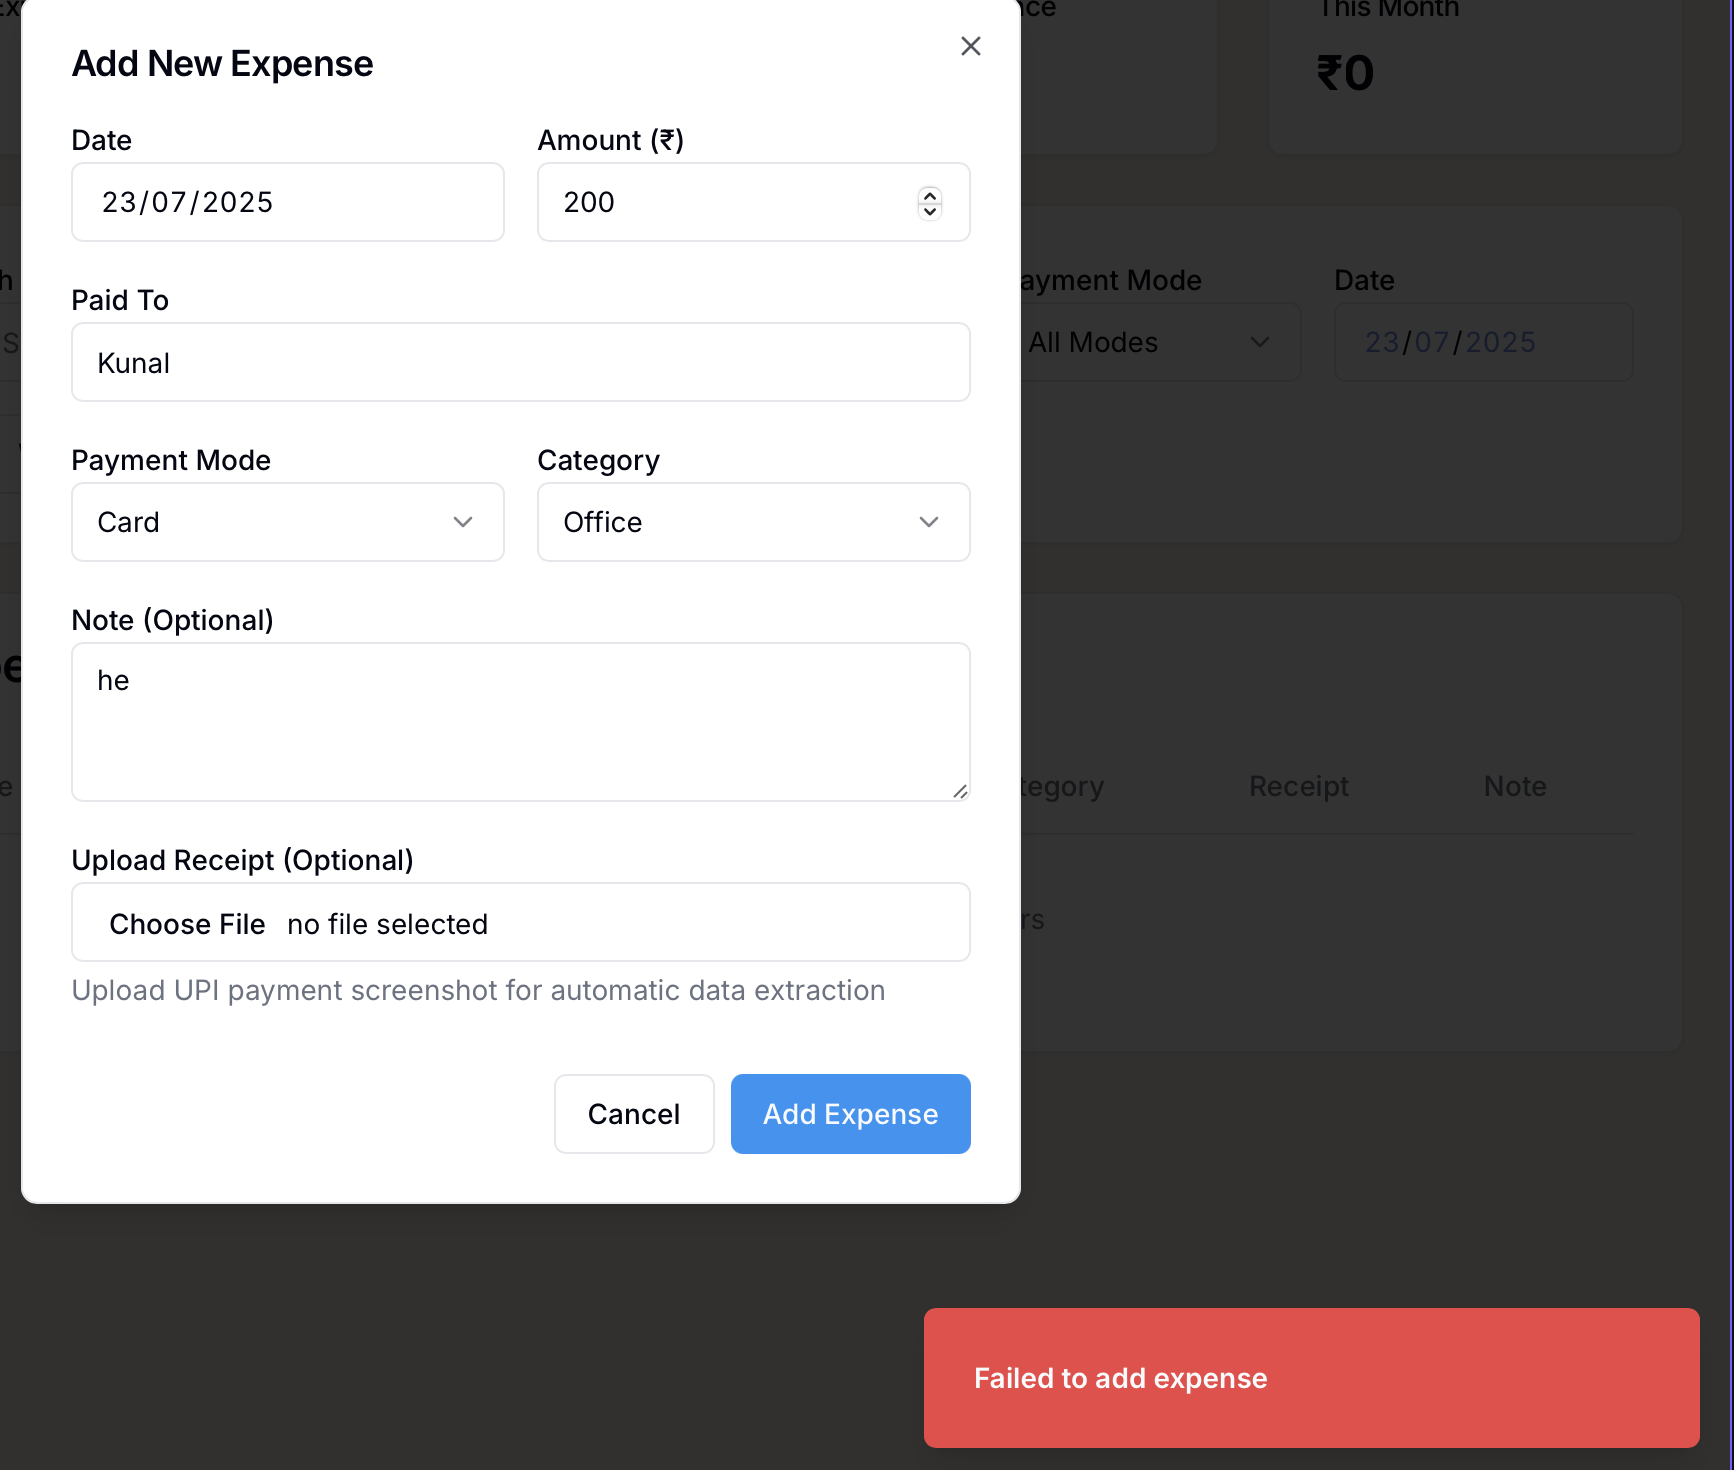 This Month
₹0
Add New Expense
Date
Amount (₹)
23/07/2025
200
Paid To
Kunal
Payment Mode
Category
Card
Office
Note (Optional)
he
Upload Receipt (Optional)
Choose File no file selected
Upload UPI payment screenshot for automatic data extraction
Cancel
Add Expense
ayment Mode
Date
All Modes
23/07/2025
tegory
Receipt
Note
rs
Failed to add expense